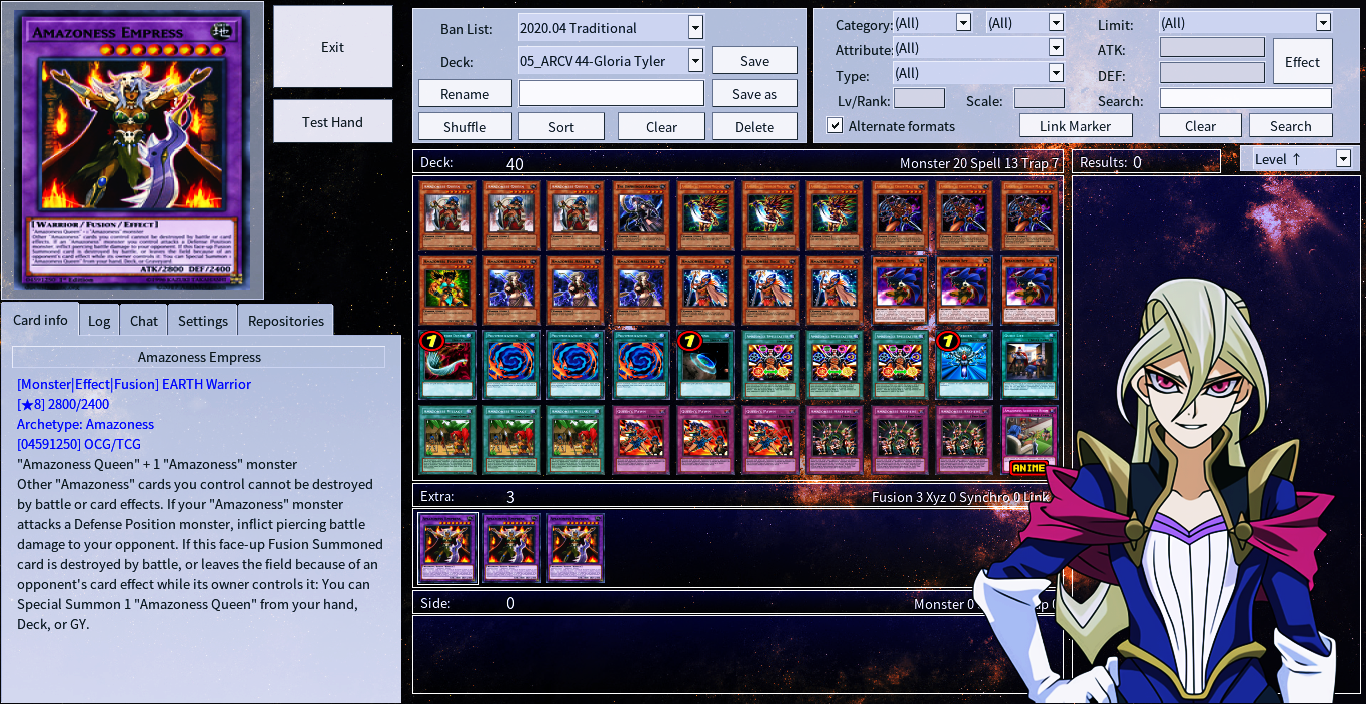 AMAZONESS EMPRESS
[WARRIOR/FUSION/EFFECT]
ATK/2800 DEF/2400
Exit
Test Hand
Ban List: 2020.04 Traditional
Deck: 05_ARCV 44-Gloria Tyler Save
Rename Save as
Shuffle Sort Clear Delete
Category: (All) (All) Limit: (All)
Attribute: (All) ATK:
Type: (All) DEF: Effect
Lv/Rank: Scale: Search:
Alternate formats Link Marker Clear Search
Deck: 40 Monster 20 Spell 13 Trap 7
Results: 0
Level ↑
1
1
1
ANIME
Extra: 3 Fusion 3 Xyz 0 Synchro 0 Link
Side: 0 Monster 0
Card info Log Chat Settings Repositories
Amazoness Empress
[Monster|Effect|Fusion] EARTH Warrior
[★8] 2800/2400
Archetype: Amazoness
[04591250] OCG/TCG
"Amazoness Queen" + 1 "Amazoness" monster
Other "Amazoness" cards you control cannot be destroyed
by battle or card effects. If your "Amazoness" monster
attacks a Defense Position monster, inflict piercing battle
damage to your opponent. If this face-up Fusion Summoned
card is destroyed by battle, or leaves the field because of an
opponent's card effect while its owner controls it: You can
Special Summon 1 "Amazoness Queen" from your hand,
Deck, or GY.